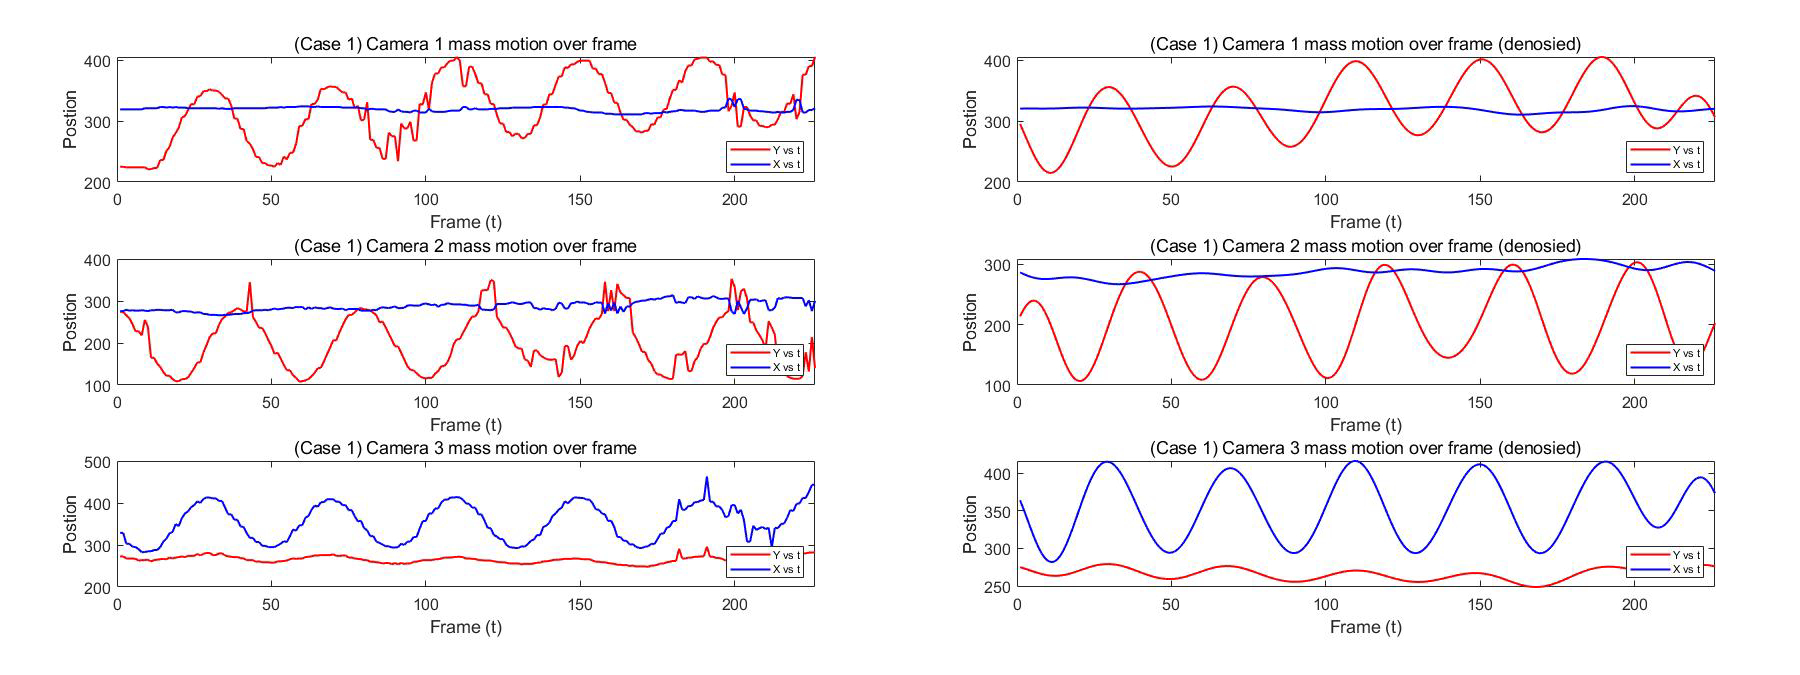 (Case 1) Camera 1 mass motion over frame
400
300
200
Postion
0 50 100 150 200
Frame (t)
Y vs t
X vs t
(Case 1) Camera 1 mass motion over frame (denosied)
400
300
200
Postion
0 50 100 150 200
Frame (t)
Y vs t
X vs t
(Case 1) Camera 2 mass motion over frame
400
300
200
100
Postion
0 50 100 150 200
Frame (t)
Y vs t
X vs t
(Case 1) Camera 2 mass motion over frame (denosied)
300
200
100
Postion
0 50 100 150 200
Frame (t)
Y vs t
X vs t
(Case 1) Camera 3 mass motion over frame
500
400
300
200
Postion
0 50 100 150 200
Frame (t)
Y vs t
X vs t
(Case 1) Camera 3 mass motion over frame (denosied)
400
350
300
250
Postion
0 50 100 150 200
Frame (t)
Y vs t
X vs t